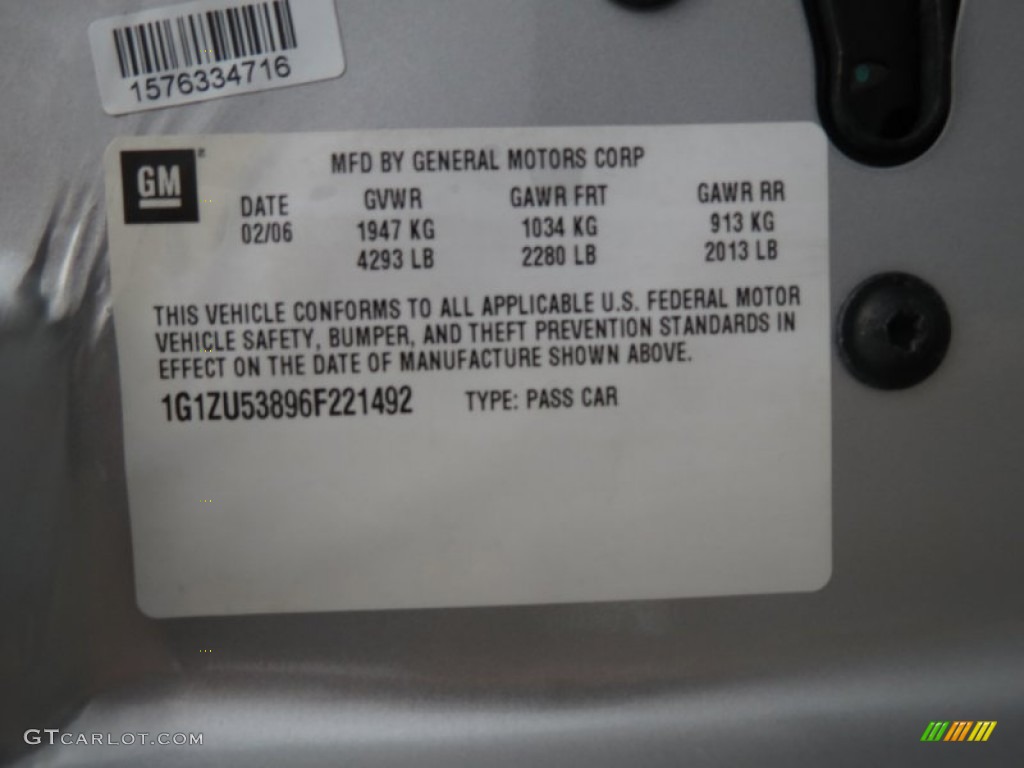 1576334716
GM
MFD BY GENERAL MOTORS CORP
DATE GVWR GAWR FRT GAWR RR
02/06 1947 KG 1034 KG 913 KG
4293 LB 2280 LB 2013 LB
THIS VEHICLE CONFORMS TO ALL APPLICABLE U.S. FEDERAL MOTOR
VEHICLE SAFETY, BUMPER, AND THEFT PREVENTION STANDARDS IN
EFFECT ON THE DATE OF MANUFACTURE SHOWN ABOVE.
1G1ZU53896F221492 TYPE: PASS CAR
GTCARLOT.COM